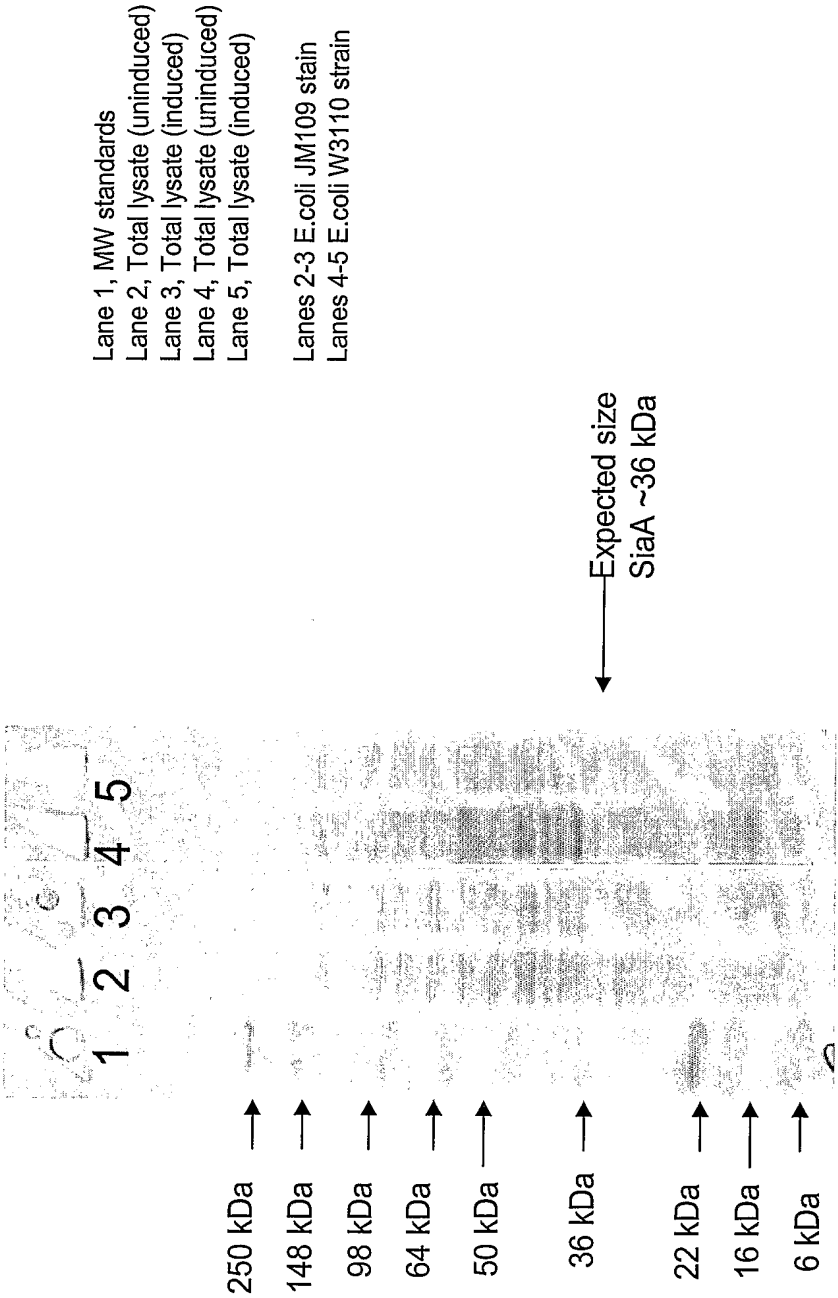 Lane 1, MW standards
Lane 2, Total lysate (uninduced)
Lane 3, Total lysate (induced)
Lane 4, Total lysate (uninduced)
Lane 5, Total lysate (induced)
Lanes 2-3 E.coli JM109 stain
Lanes 4-5 E.coli W3110 strain
1 2 3 4 5
250 kDa
148 kDa
98 kDa
64 kDa
50 kDa
36 kDa
22 kDa
16 kDa
6 kDa
Expected size
SiaA ~36 kDa